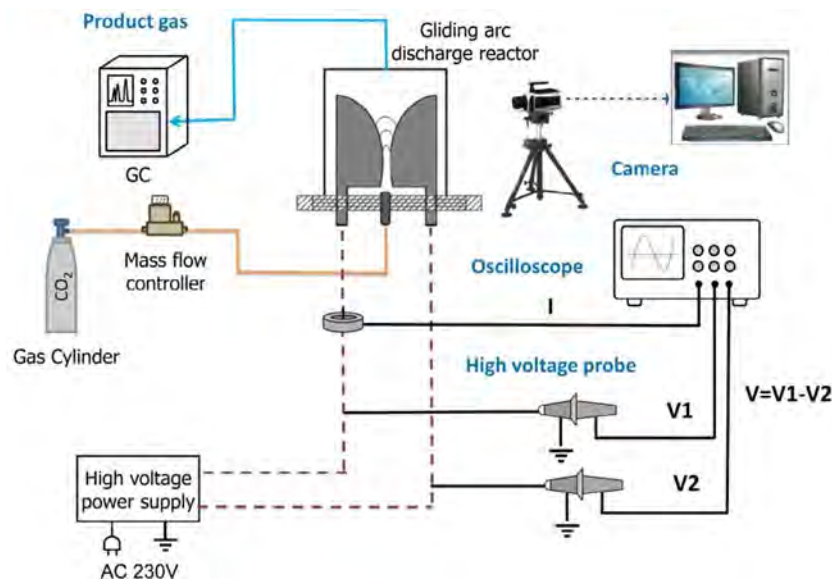 Product gas
Gliding arc
discharge reactor
GC
Camera
CO₂
Mass flow
controller
Gas Cylinder
Oscilloscope
I
High voltage probe
V1
V=V1-V2
V2
High voltage
power supply
AC 230V